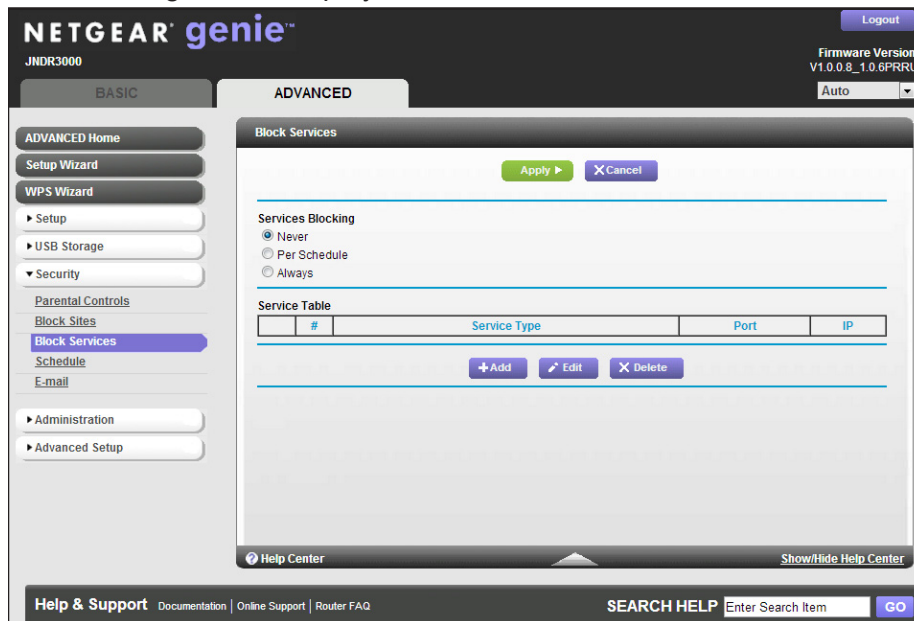 NETGEAR® genie™
Logout
JNDR3000
Firmware Version
V1.0.0.8_1.0.6PRRU
BASIC
ADVANCED
Auto
ADVANCED Home
Setup Wizard
WPS Wizard
▶ Setup
▶ USB Storage
▼ Security
Parental Controls
Block Sites
Block Services
Schedule
E-mail
▶ Administration
▶ Advanced Setup
Block Services
Apply ▶
X Cancel
Services Blocking
Never
Per Schedule
Always
Service Table
# Service Type Port IP
+ Add
Edit
X Delete
Help Center
Show/Hide Help Center
Help & Support Documentation | Online Support | Router FAQ
SEARCH HELP Enter Search Item GO